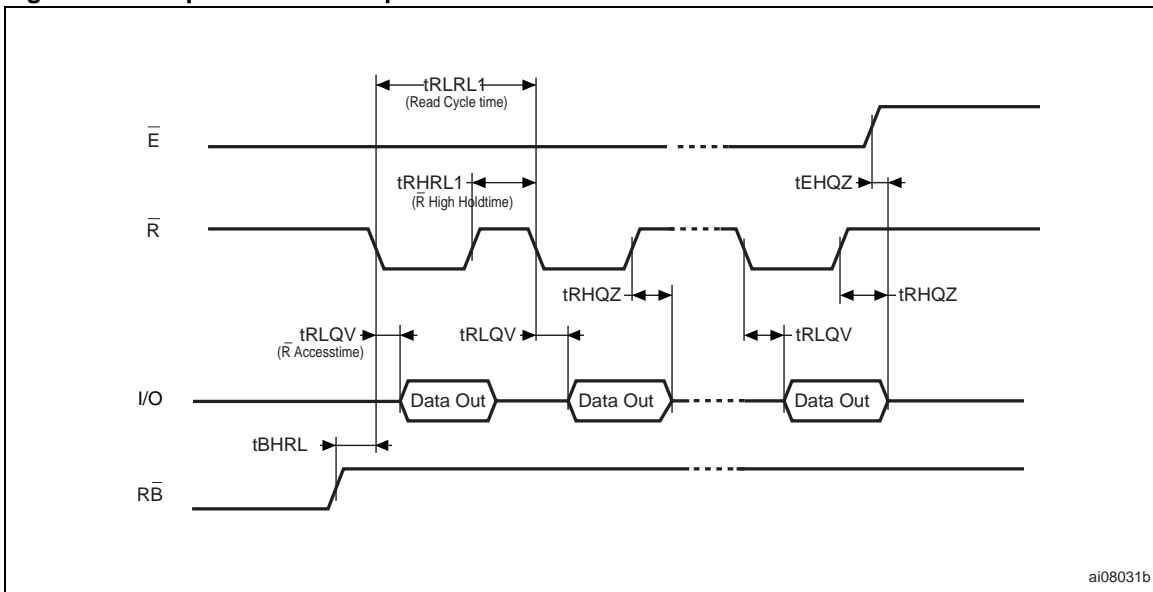 tRLRL1
(Read Cycle time)
E̅
tRHRL1
(R̅ High Holdtime)
tEHQZ
R̅
tRHQZ
tRHQZ
tRLQV
(R̅ Accesstime)
tRLQV
tRLQV
I/O
Data Out
Data Out
Data Out
tBHRL
RB̅
ai08031b